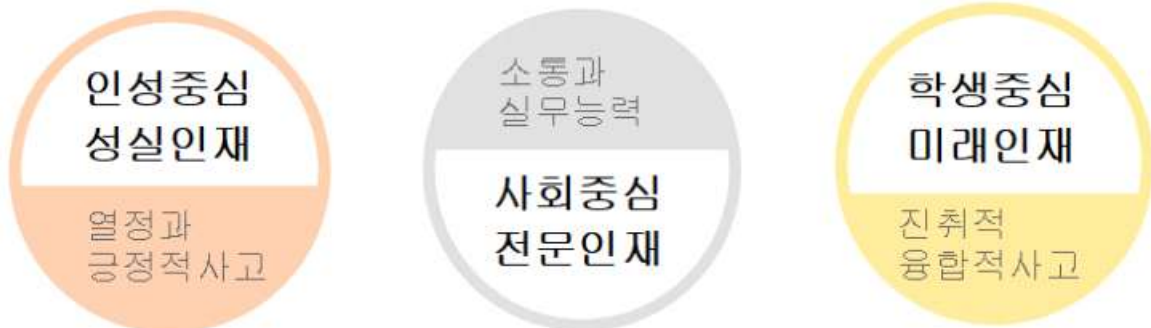 인성중심
성실인재
열정과
긍정적사고
소통과
실무능력
사회중심
전문인재
학생중심
미래인재
진취적
융합적사고